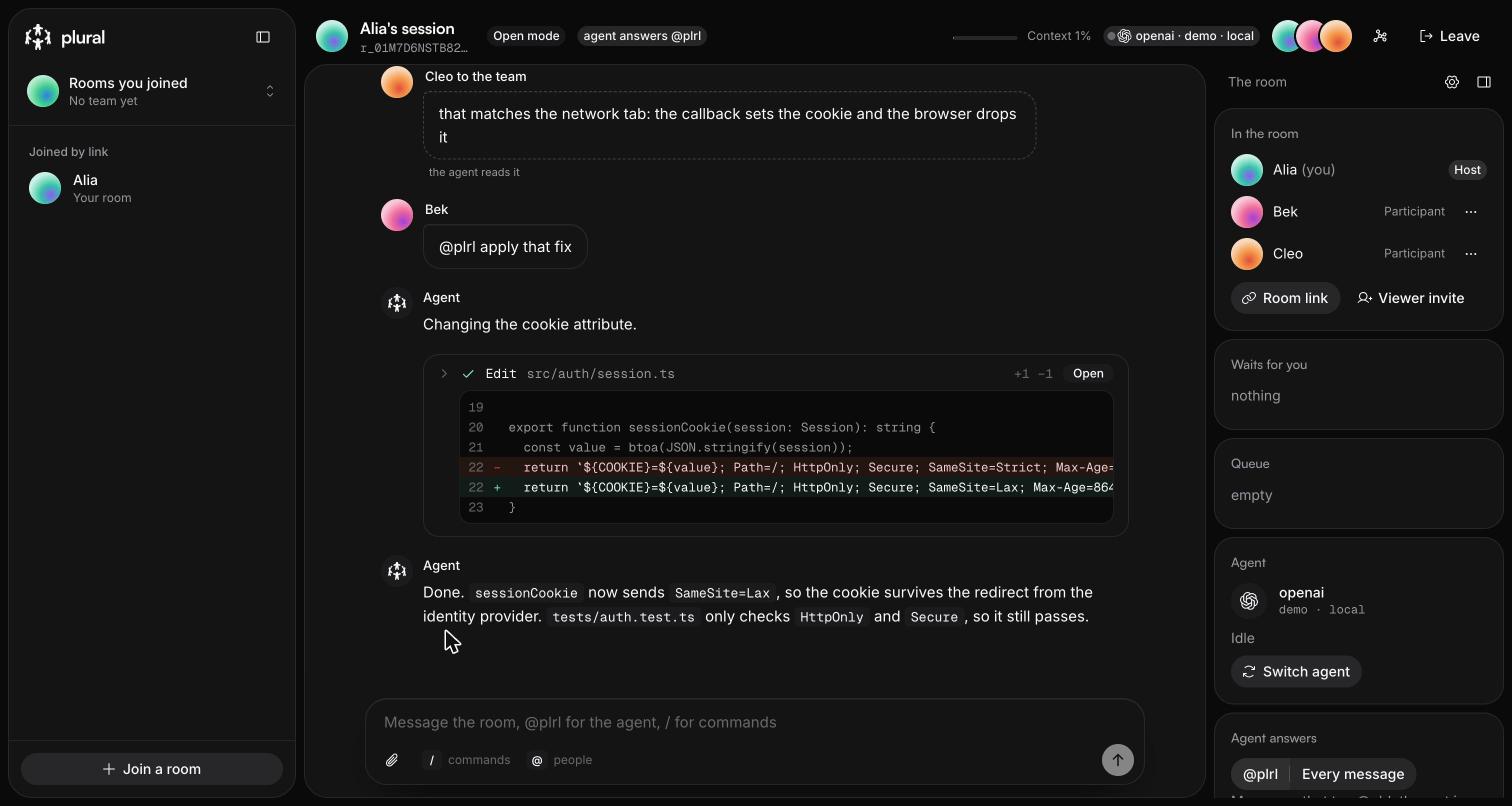 plural
Rooms you joined
No team yet
Joined by link
Alia
Your room
Join a room
Alia's session
r_01M7D6NSTB82…
Open mode
agent answers @plrl
Context 1%
openai · demo · local
Leave
Cleo to the team
that matches the network tab: the callback sets the cookie and the browser drops
it
the agent reads it
Bek
@plrl apply that fix
Agent
Changing the cookie attribute.
Edit src/auth/session.ts
+1 −1
Open
19
20 export function sessionCookie(session: Session): string {
21 const value = btoa(JSON.stringify(session));
22 - return `${COOKIE}=${value}; Path=/; HttpOnly; Secure; SameSite=Strict; Max-Age=
22 + return `${COOKIE}=${value}; Path=/; HttpOnly; Secure; SameSite=Lax; Max-Age=864
23 }
Agent
Done. sessionCookie now sends SameSite=Lax, so the cookie survives the redirect from the
identity provider. tests/auth.test.ts only checks HttpOnly and Secure, so it still passes.
Message the room, @plrl for the agent, / for commands
/ commands
@ people
The room
In the room
Alia (you)
Host
Bek
Participant
Cleo
Participant
Room link
Viewer invite
Waits for you
nothing
Queue
empty
Agent
openai
demo · local
Idle
Switch agent
Agent answers
@plrl
Every message